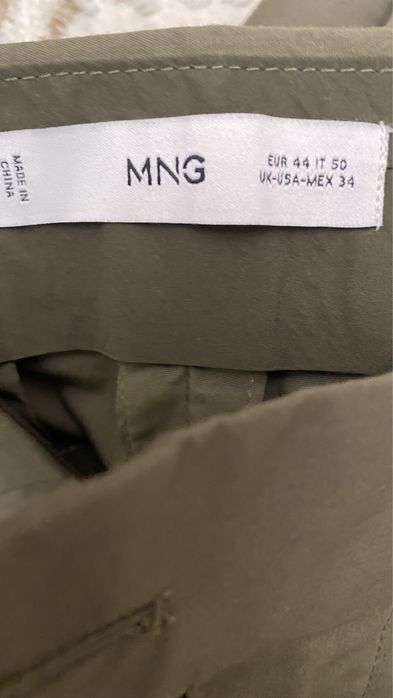 MADE IN
CHINA
MNG
EUR 44 IT 50
UK-USA-MEX 34